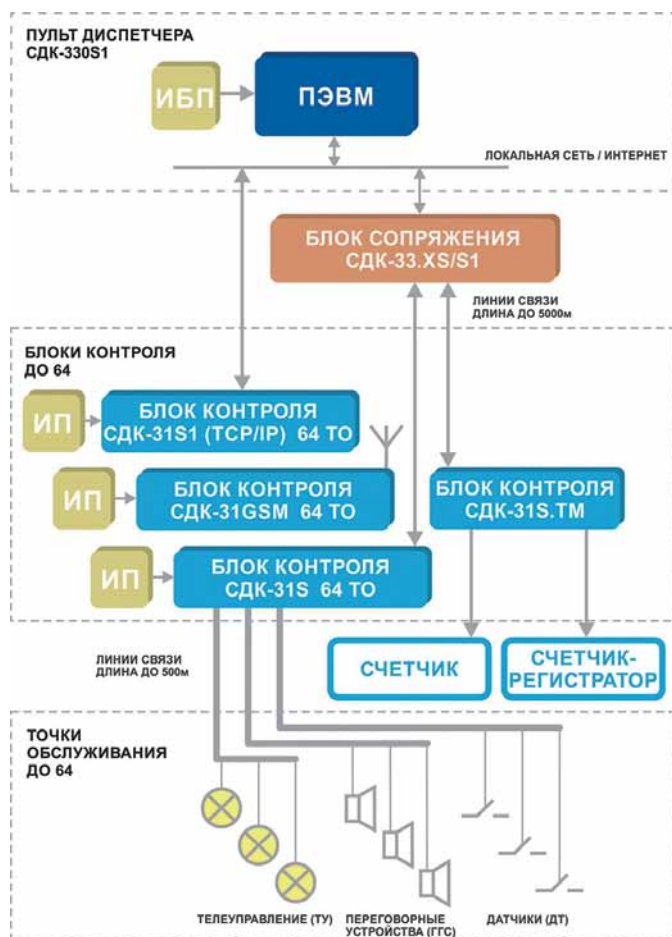 ПУЛЬТ ДИСПЕТЧЕРА
СДК-330S1
ИБП
ПЭВМ
ЛОКАЛЬНАЯ СЕТЬ / ИНТЕРНЕТ
БЛОК СОПРЯЖЕНИЯ
СДК-33.XS/S1
ЛИНИИ СВЯЗИ
ДЛИНА ДО 5000м
БЛОКИ КОНТРОЛЯ
ДО 64
ИП
БЛОК КОНТРОЛЯ
СДК-31S1 (TCP/IP) 64 ТО
ИП
БЛОК КОНТРОЛЯ
СДК-31GSM 64 ТО
БЛОК КОНТРОЛЯ
СДК-31S.TM
ИП
БЛОК КОНТРОЛЯ
СДК-31S 64 ТО
ЛИНИИ СВЯЗИ
ДЛИНА ДО 500м
СЧЕТЧИК
СЧЕТЧИК-
РЕГИСТРАТОР
ТОЧКИ
ОБСЛУЖИВАНИЯ
ДО 64
ТЕЛЕУПРАВЛЕНИЕ (ТУ)
ПЕРЕГОВОРНЫЕ
УСТРОЙСТВА (ГГС)
ДАТЧИКИ (ДТ)